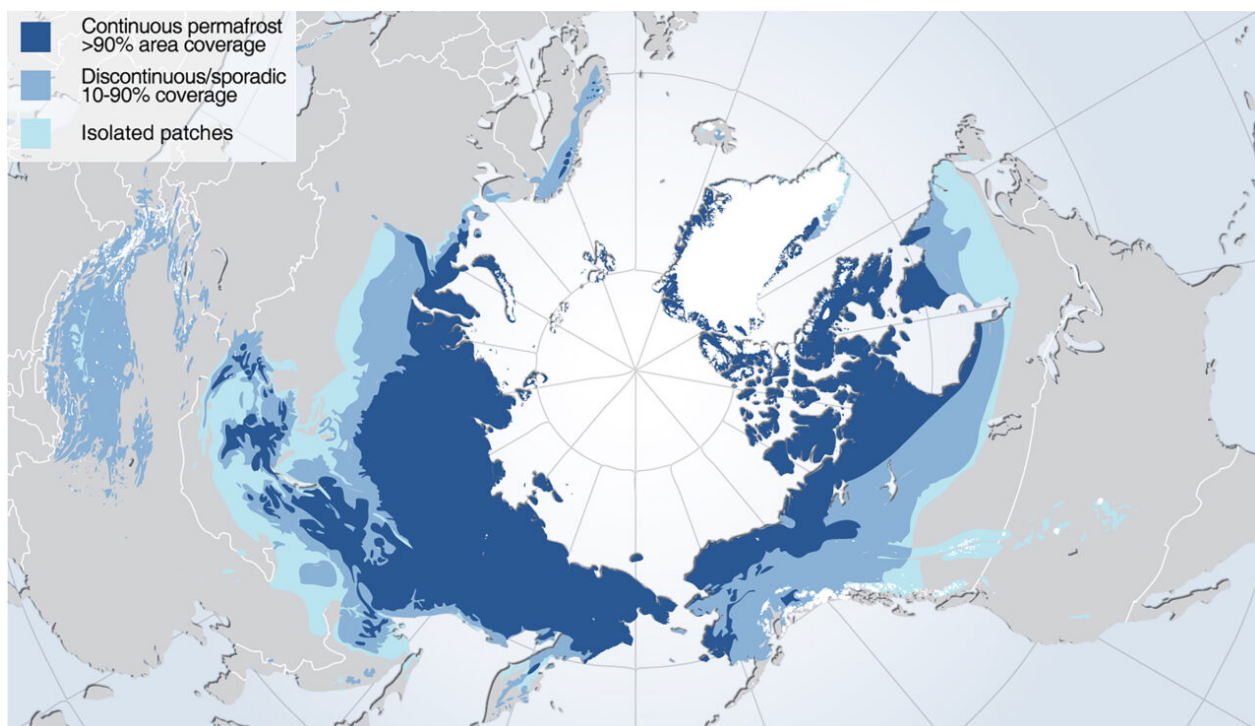 Continuous permafrost
>90% area coverage
Discontinuous/sporadic
10-90% coverage
Isolated patches